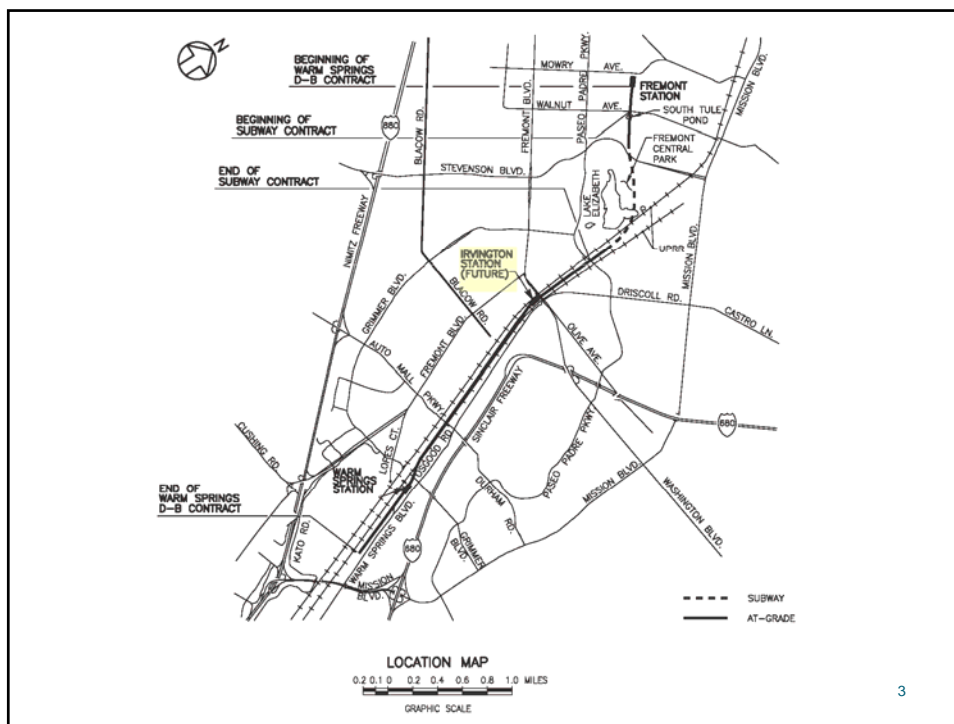 N
BEGINNING OF
WARM SPRINGS
D-B CONTRACT
BEGINNING OF
SUBWAY CONTRACT
END OF
SUBWAY CONTRACT
MOWRY AVE.
FREMONT
STATION
WALNUT AVE.
SOUTH TULE
POND
FREMONT
CENTRAL
PARK
MISSION BLVD.
PASEO PADRE PKWY.
FREMONT BLVD.
BLACOW RD.
880
STEVENSON BLVD.
LAKE
ELIZABETH
UPRR
NIMITZ FREEWAY
IRVINGTON
STATION
(FUTURE)
MISSION BLVD.
GRIMMER BLVD.
BLACOW RD.
FREMONT BLVD.
DRISCOLL RD.
CASTRO LN.
OLIVE AVE.
AUTO MALL PKWY
SINCLAIR FREEWAY
680
CUSHING RD.
LOPES CT.
OSGOOD RD.
PASEO PADRE PKWY
WARM
SPRINGS
STATION
DURHAM RD.
MISSION BLVD.
WASHINGTON BLVD.
END OF
WARM SPRINGS
D-B CONTRACT
KATO RD.
WARM SPRINGS BLVD.
GRIMMER
BLVD.
680
MISSION
BLVD.
SUBWAY
AT-GRADE
LOCATION MAP
0.2 0.1 0 0.2 0.4 0.6 0.8 1.0 MILES
GRAPHIC SCALE
3